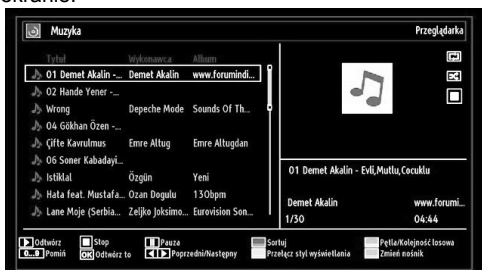 ekranie.
Muzyka Przeglądarka
Tytuł Wykonawca Album
01 Demet Akalin -... Demet Akalin www.forumindi...
02 Hande Yener -...
Wrong Depeche Mode Sounds Of Th...
04 Gökhan Özen -...
Çifte Kavrulmus Emre Altug Emre Altugdan
06 Soner Kabadayi...
Istiklal Özgün Yeni
Hata feat. Mustafa... Ozan Dogulu 130bpm
Lane Moje (Serbia... Zeljko Joksimo... Eurovision Son...
01 Demet Akalin - Evli,Mutlu,Cocuklu
Demet Akalin www.forumi...
1/30 04:44
Odtwórz Stop Pauza Sortuj Pętla/Kolejność losowa
0...9 Pomiń OK Odtwórz to Poprzedni/Następny Przełącz styl wyświetlania Zmień nośnik